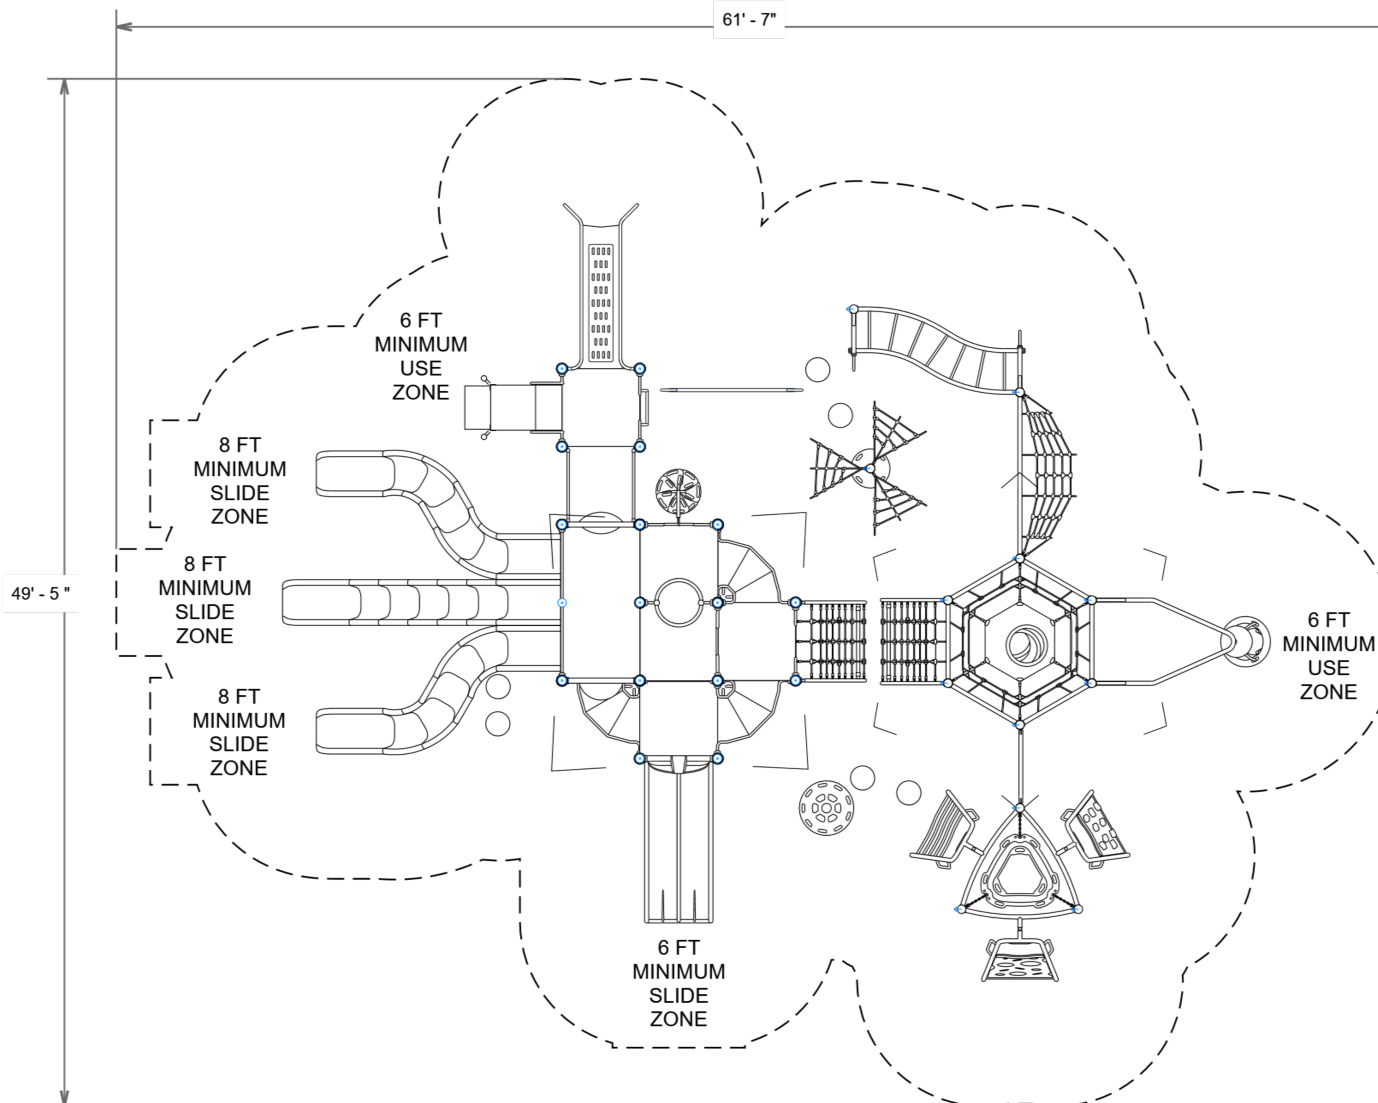 61' - 7"
6 FT
MINIMUM
USE
ZONE
8 FT
MINIMUM
SLIDE
ZONE
8 FT
MINIMUM
SLIDE
ZONE
49' - 5 "
6 FT
MINIMUM
USE
ZONE
8 FT
MINIMUM
SLIDE
ZONE
6 FT
MINIMUM
SLIDE
ZONE